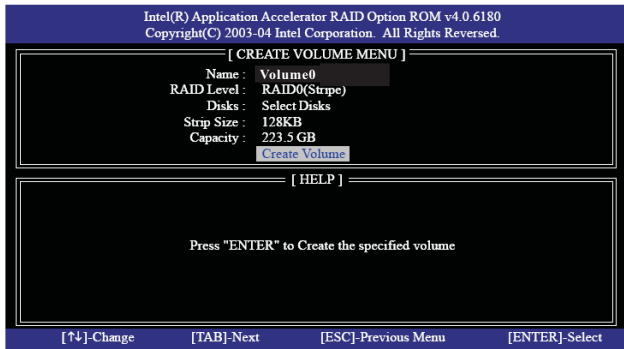 Intel(R) Application Accelerator RAID Option ROM v4.0.6180
Copyright(C) 2003-04 Intel Corporation. All Rights Reversed.
[ CREATE VOLUME MENU ]
Name : Volume0
RAID Level : RAID0(Stripe)
Disks : Select Disks
Strip Size : 128KB
Capacity : 223.5 GB
Create Volume
[ HELP ]
Press "ENTER" to Create the specified volume
[↑↓]-Change [TAB]-Next [ESC]-Previous Menu [ENTER]-Select